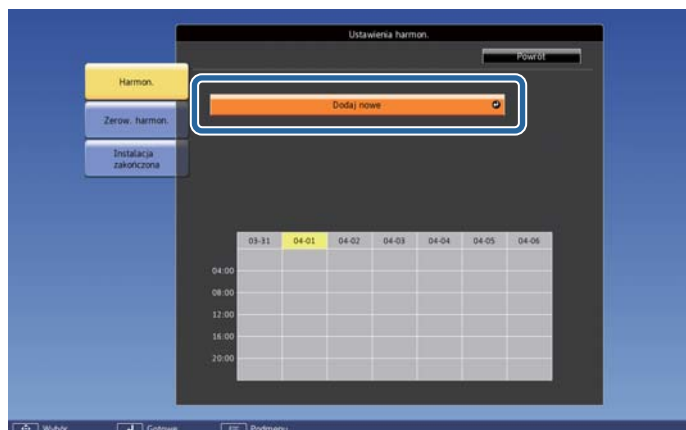 Ustawienia harmon.
Powrót
Harmon.
Dodaj nowe
Zerow. harmon.
Instalacja
zakończona
03-31 04-01 04-02 04-03 04-04 04-05 04-06
04:00
08:00
12:00
16:00
20:00
Wybór Gotowe Podmenu